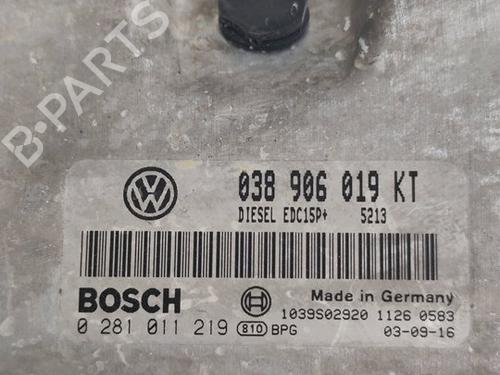 B-PARTS
038 906 019 KT
DIESEL EDC15P+ 5213
BOSCH
Made in Germany
1039S02920 1126 0583
0 281 011 219 810 BPG
03-09-16